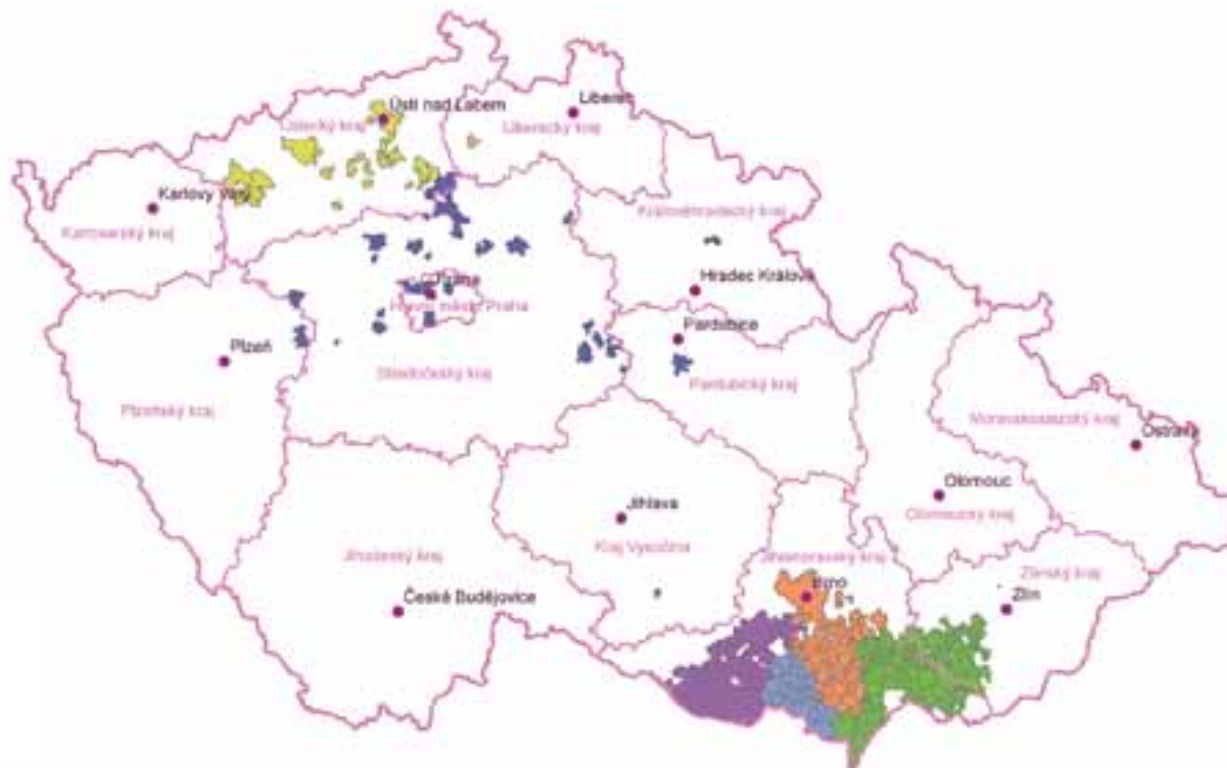 Ústí nad Labem
Ústecký kraj
Liberec
Liberecký kraj
Karlovy Vary
Karlovarský kraj
Královéhradecký kraj
Hradec Králové
Praha
Hlavní město Praha
Pardubice
Plzeň
Středočeský kraj
Pardubický kraj
Plzeňský kraj
Moravskoslezský kraj
Ostrava
Olomouc
Olomoucký kraj
Jihlava
Kraj Vysočina
Jihočeský kraj
Jihomoravský kraj
Brno
Zlínský kraj
Zlín
České Budějovice